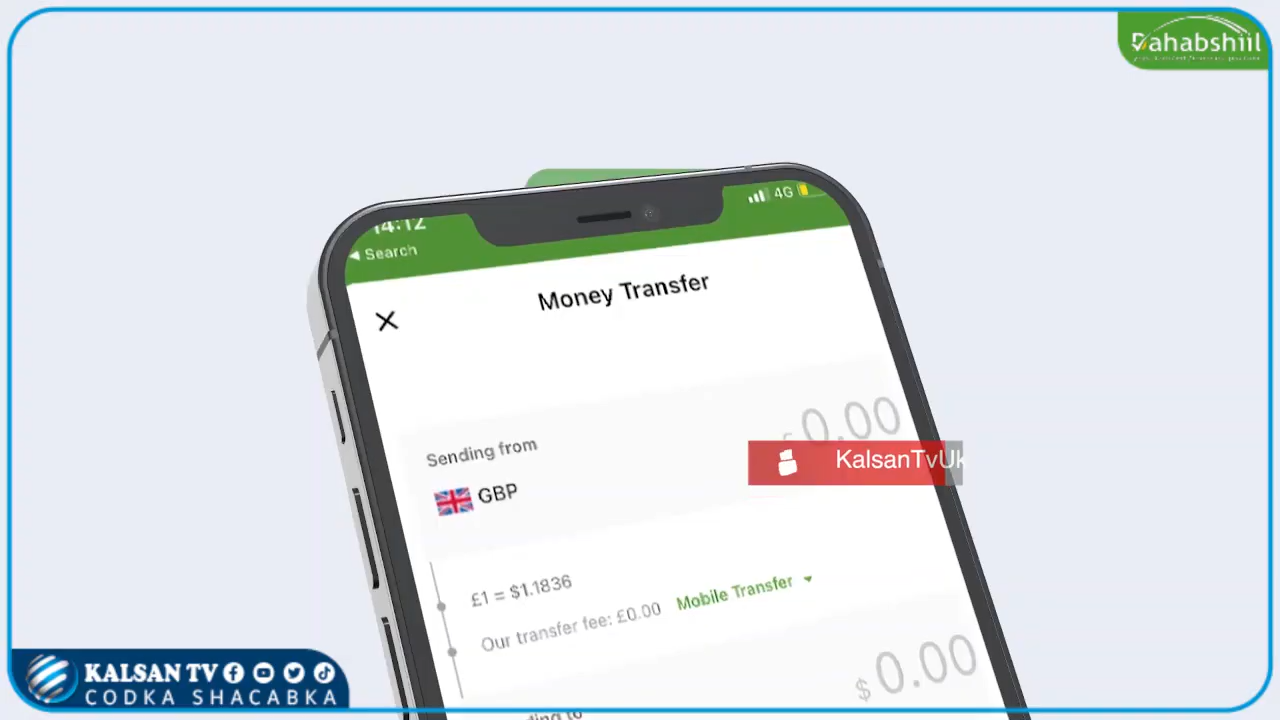 Dahabshiil
14:12
4G
Search
Money Transfer
£ 0.00
Sending from
KalsanTvUk
GBP
£1 = $1.1836
Our transfer fee: £0.00 Mobile Transfer
$ 0.00
KALSAN TV
CODKA SHACABKA